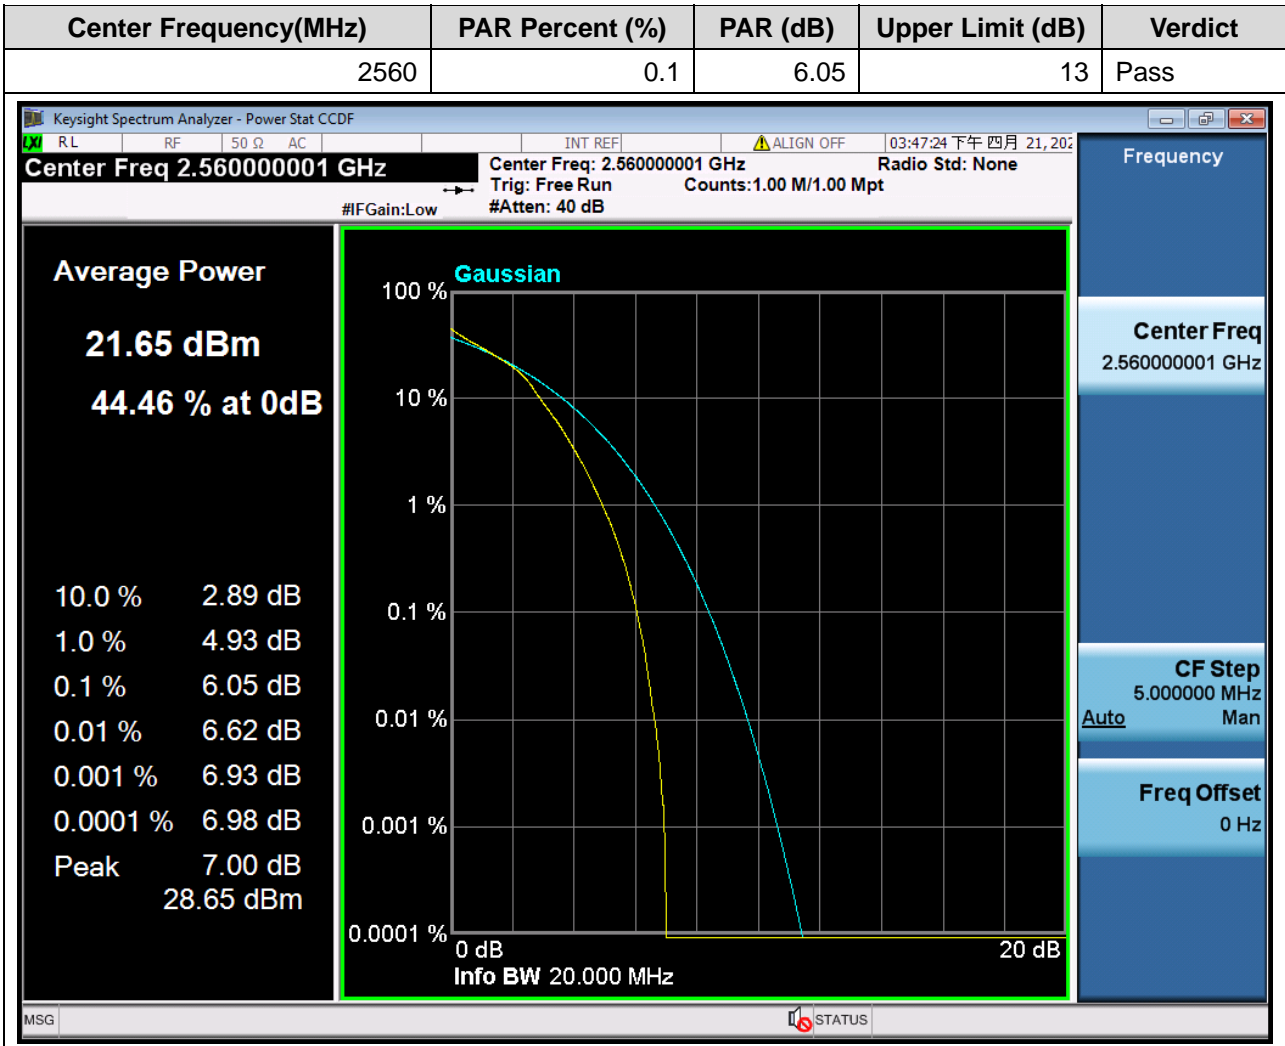 Center Frequency(MHz) PAR Percent (%) PAR (dB) Upper Limit (dB) Verdict
2560 0.1 6.05 13 Pass
Keysight Spectrum Analyzer - Power Stat CCDF
LXI RL RF 50 Ω AC INT REF ALIGN OFF 03:47:24 下午 四月 21, 202
Center Freq 2.560000001 GHz
Center Freq: 2.560000001 GHz Radio Std: None
Trig: Free Run Counts:1.00 M/1.00 Mpt
#IFGain:Low #Atten: 40 dB
Average Power
21.65 dBm
44.46 % at 0dB
10.0 % 2.89 dB
1.0 % 4.93 dB
0.1 % 6.05 dB
0.01 % 6.62 dB
0.001 % 6.93 dB
0.0001 % 6.98 dB
Peak 7.00 dB
28.65 dBm
Gaussian
100 %
10 %
1 %
0.1 %
0.01 %
0.001 %
0.0001 %
0 dB 20 dB
Info BW 20.000 MHz
Frequency
Center Freq
2.560000001 GHz
CF Step
5.000000 MHz
Auto Man
Freq Offset
0 Hz
MSG STATUS